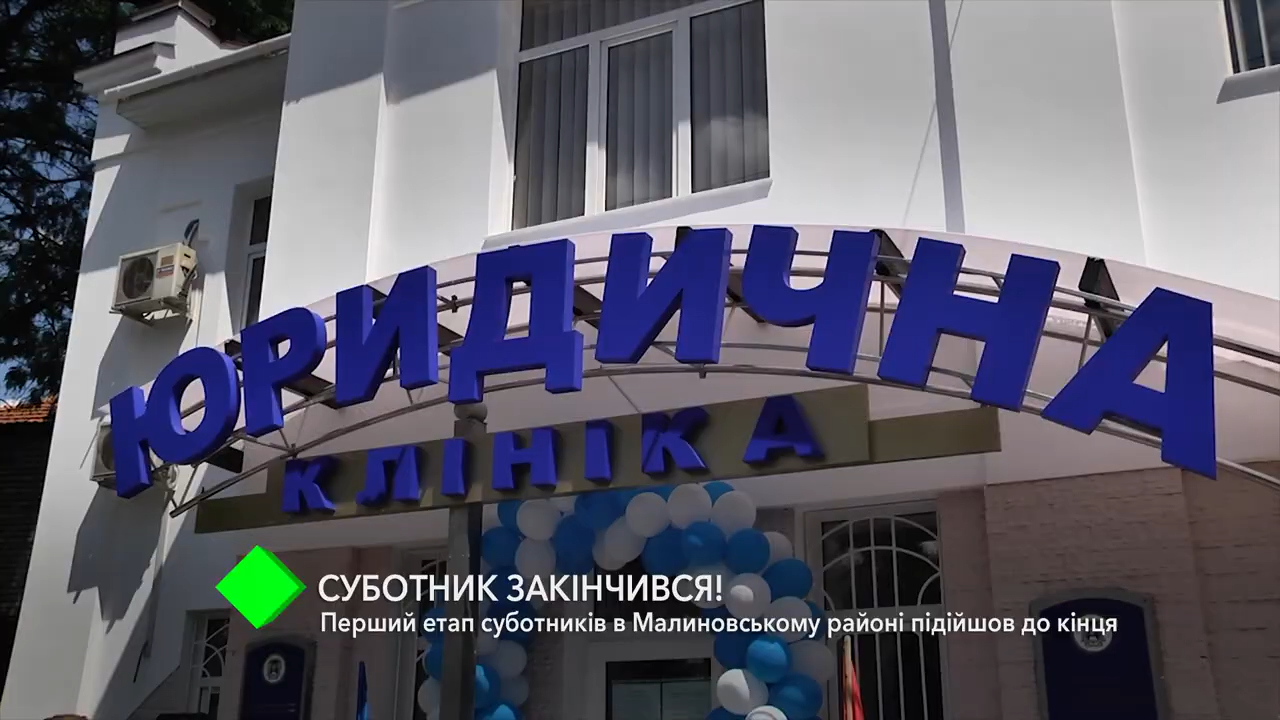 ЮРИДИЧНА
КЛІНІКА
СУБОТНИК ЗАКІНЧИВСЯ!
Перший етап суботників в Малиновському районі підійшов до кінця